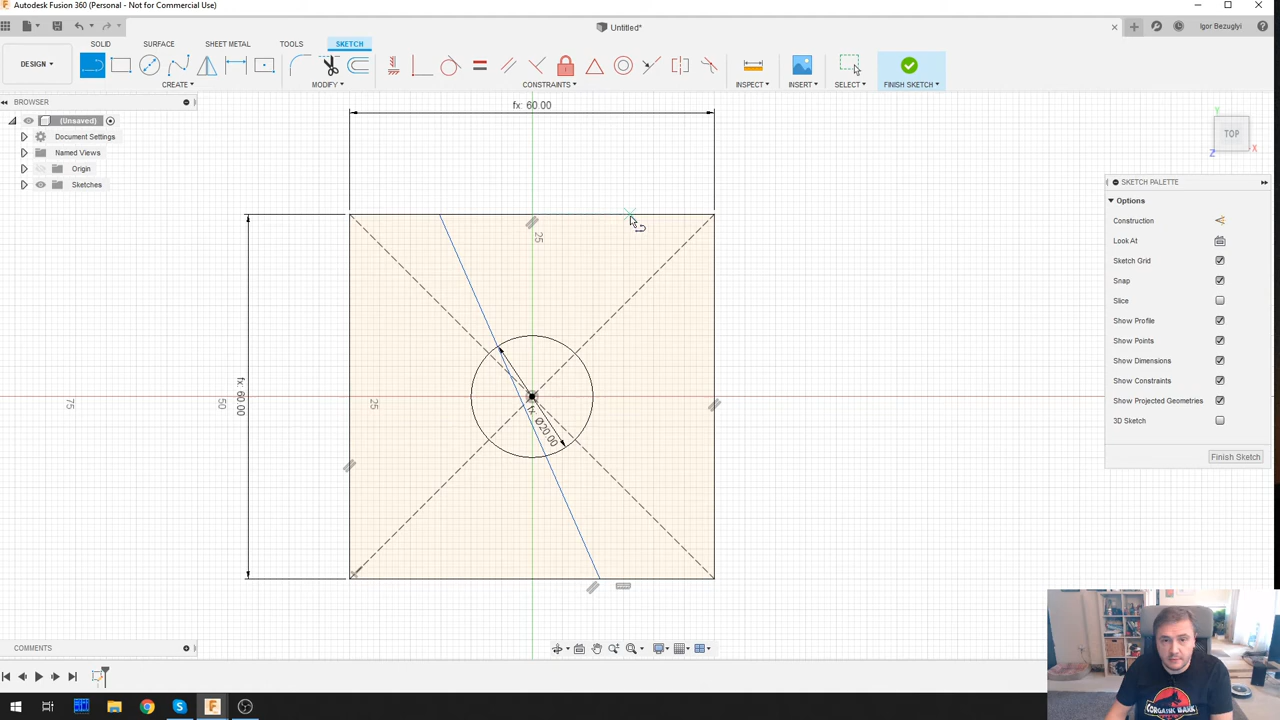 Autodesk Fusion 360 (Personal - Not for Commercial Use)
Untitled*
Igor Bezuglyi
SOLID
SURFACE
SHEET METAL
TOOLS
SKETCH
DESIGN
CREATE
MODIFY
CONSTRAINTS
INSPECT
INSERT
SELECT
FINISH SKETCH
BROWSER
(Unsaved)
Document Settings
Named Views
Origin
Sketches
fx: 60.00
TOP
Y
X
Z
SKETCH PALETTE
Options
Construction
Look At
Sketch Grid
Snap
Slice
Show Profile
Show Points
Show Dimensions
Show Constraints
Show Projected Geometries
3D Sketch
Finish Sketch
25
fx: 60.00
75
50
25
fx: Ø20.00
COMMENTS